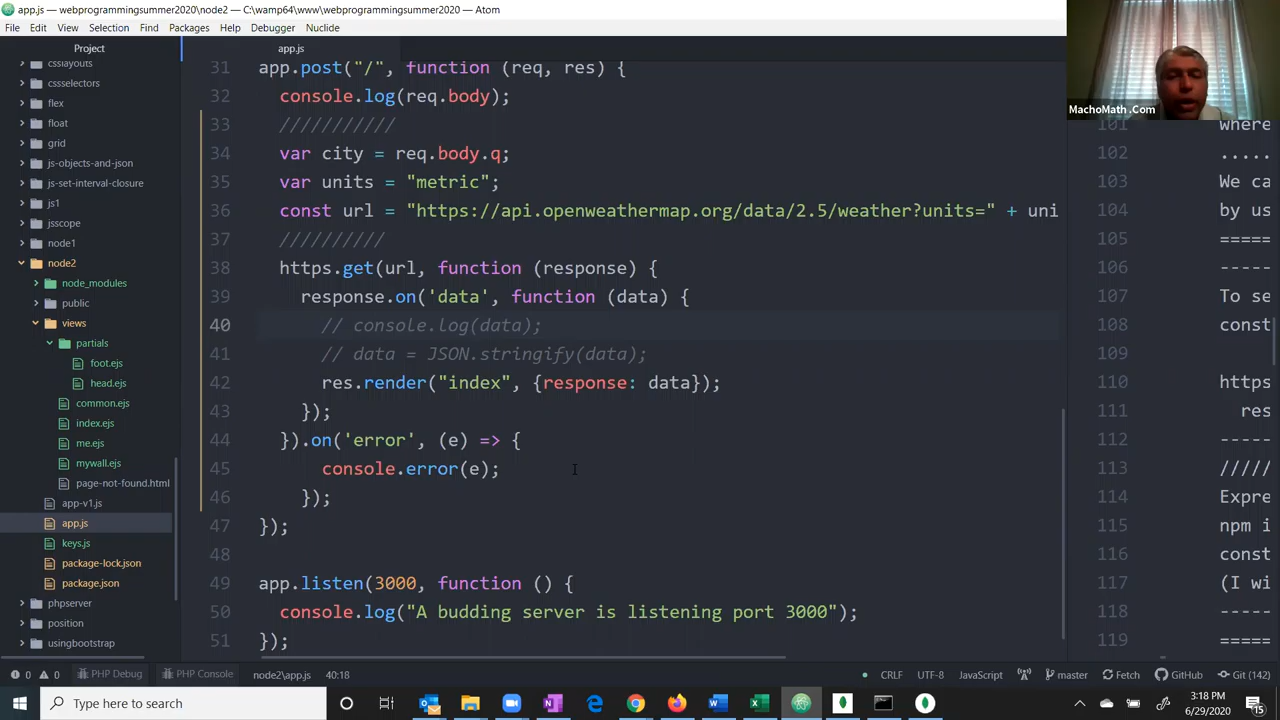 app.js — webprogrammingsummer2020\node2 — C:\wamp64\www\webprogrammingsummer2020 — Atom
File Edit View Selection Find Packages Help Debugger Nuclide
Project
csslayouts
cssselectors
flex
float
grid
js-objects-and-json
js-set-interval-closure
js1
jsscope
node1
node2
node_modules
public
views
partials
foot.ejs
head.ejs
common.ejs
index.ejs
me.ejs
mywall.ejs
page-not-found.html
app-v1.js
app.js
keys.js
package-lock.json
package.json
phpserver
position
usingbootstrap
app.js
31 app.post("/", function (req, res) {
32 console.log(req.body);
33 ///////////
34 var city = req.body.q;
35 var units = "metric";
36 const url = "https://api.openweathermap.org/data/2.5/weather?units=" + uni
37 //////////
38 https.get(url, function (response) {
39 response.on('data', function (data) {
40 // console.log(data);
41 // data = JSON.stringify(data);
42 res.render("index", {response: data});
43 });
44 }).on('error', (e) => {
45 console.error(e);
46 });
47 });
48
49 app.listen(3000, function () {
50 console.log("A budding server is listening port 3000");
51 });
MachoMath .Com
101 where
102 .....
103 We ca
104 by us
105 =====
106 -----
107 To se
108 const
109
110 https
111 res
112 -----
113 /////
114 Expre
115 npm i
116 const
117 (I wi
118 -----
119 =====
0 0 PHP Debug PHP Console node2\app.js 40:18 CRLF UTF-8 JavaScript master Fetch GitHub Git (142)
Type here to search
3:18 PM
6/29/2020
15